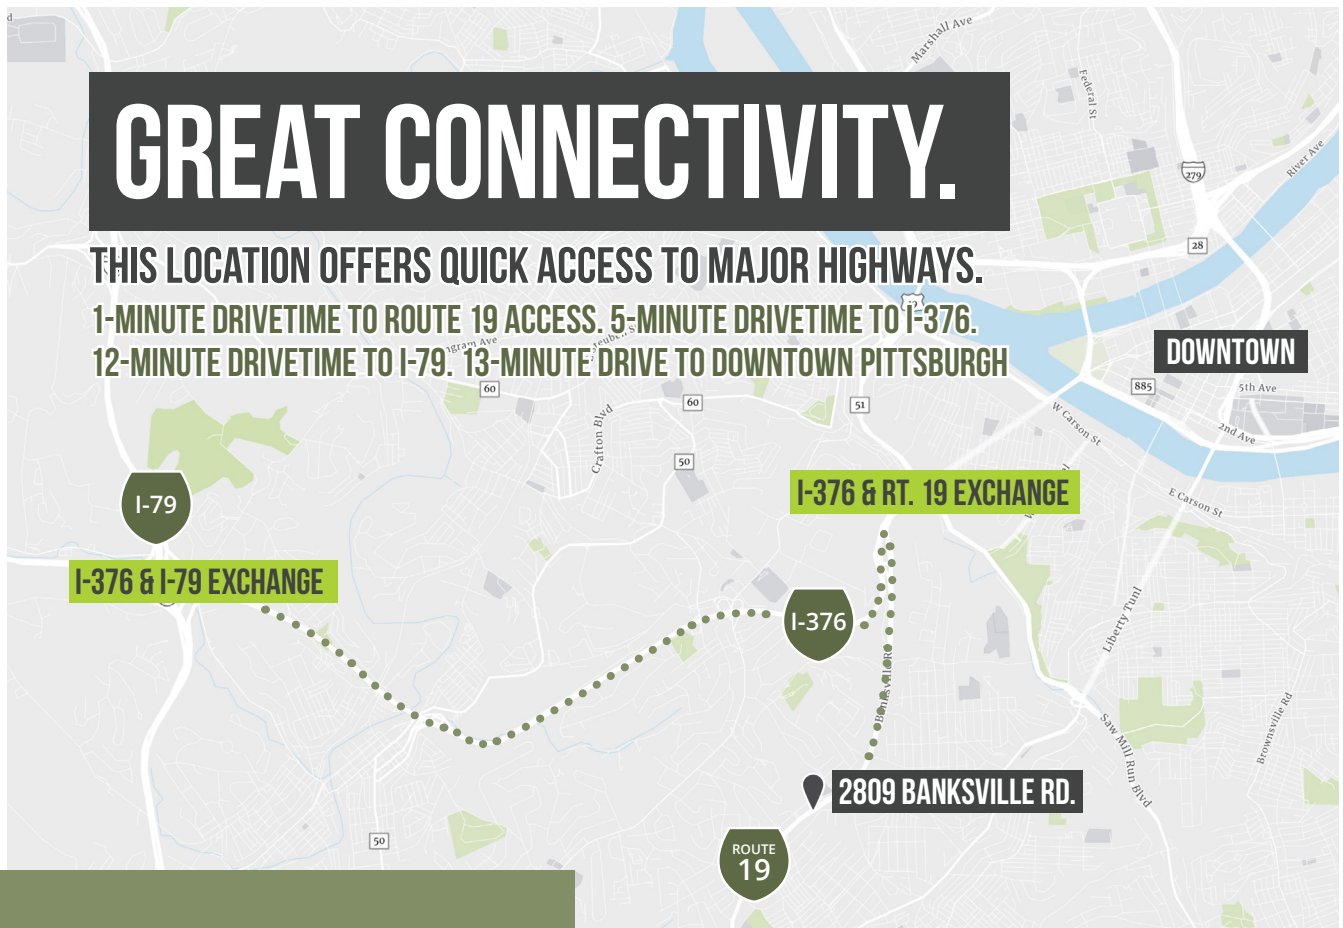 Marshall Ave
Federal St
GREAT CONNECTIVITY.
279
River Ave
28
THIS LOCATION OFFERS QUICK ACCESS TO MAJOR HIGHWAYS.
1-MINUTE DRIVETIME TO ROUTE 19 ACCESS. 5-MINUTE DRIVETIME TO I-376.
12-MINUTE DRIVETIME TO I-79. 13-MINUTE DRIVE TO DOWNTOWN PITTSBURGH
DOWNTOWN
60
60
51
885
5th Ave
Crafton Blvd
W Carson St
2nd Ave
50
I-79
I-376 & RT. 19 EXCHANGE
E Carson St
I-376 & I-79 EXCHANGE
I-376
Liberty Tunl
Banksville Rd
Saw Mill Run Blvd
Brownsville Rd
2809 BANKSVILLE RD.
50
ROUTE
19